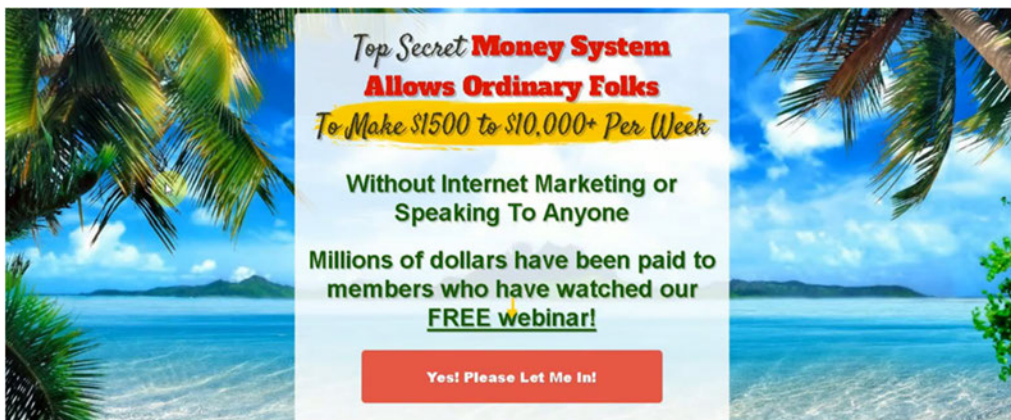 Top Secret Money System
Allows Ordinary Folks
To Make $1500 to $10,000+ Per Week
Without Internet Marketing or
Speaking To Anyone
Millions of dollars have been paid to
members who have watched our
FREE webinar!
Yes! Please Let Me In!